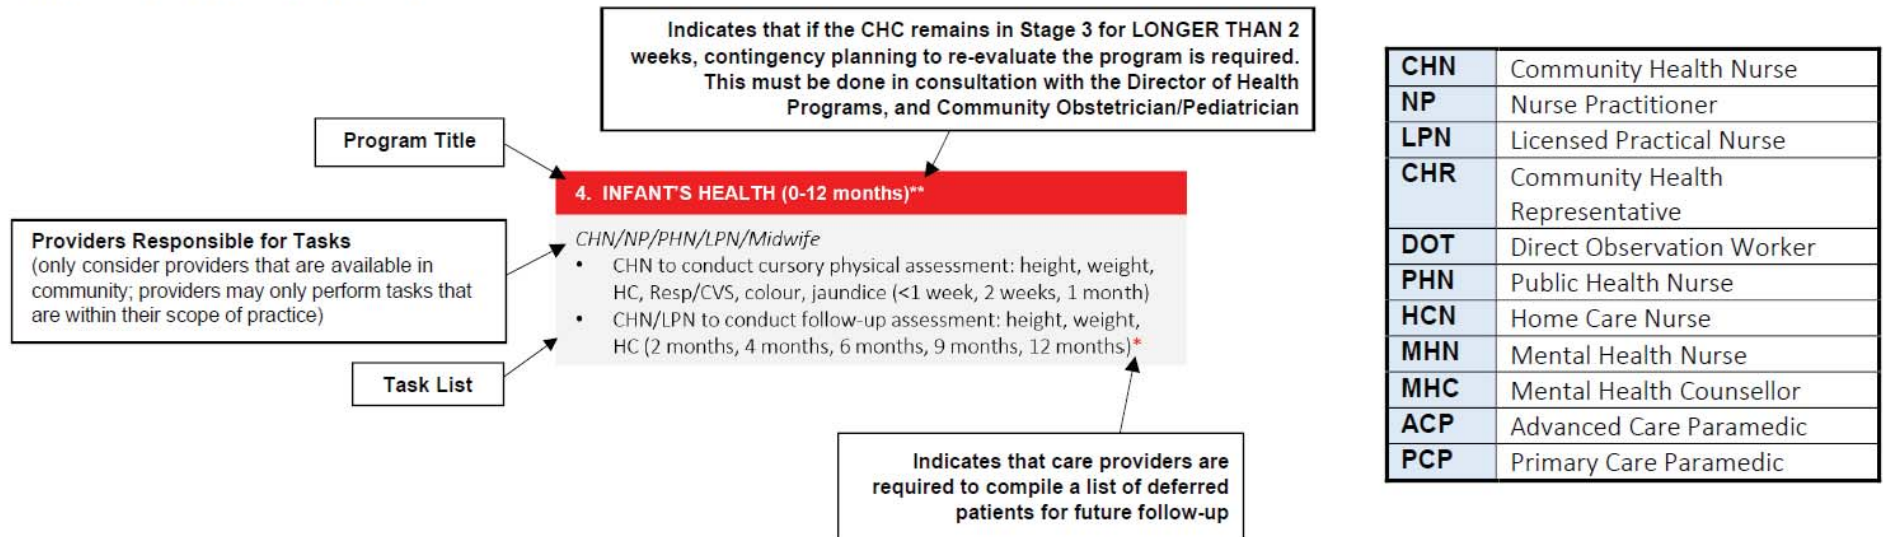 Indicates that if the CHC remains in Stage 3 for LONGER THAN 2
weeks, contingency planning to re-evaluate the program is required.
This must be done in consultation with the Director of Health
Programs, and Community Obstetrician/Pediatrician
Program Title
4. INFANT'S HEALTH (0-12 months)**
Providers Responsible for Tasks
(only consider providers that are available in
community; providers may only perform tasks that
are within their scope of practice)
CHN/NP/PHN/LPN/Midwife
• CHN to conduct cursory physical assessment: height, weight,
HC, Resp/CVS, colour, jaundice (<1 week, 2 weeks, 1 month)
• CHN/LPN to conduct follow-up assessment: height, weight,
HC (2 months, 4 months, 6 months, 9 months, 12 months)*
Task List
Indicates that care providers are
required to compile a list of deferred
patients for future follow-up
CHN Community Health Nurse
NP Nurse Practitioner
LPN Licensed Practical Nurse
CHR Community Health
Representative
DOT Direct Observation Worker
PHN Public Health Nurse
HCN Home Care Nurse
MHN Mental Health Nurse
MHC Mental Health Counsellor
ACP Advanced Care Paramedic
PCP Primary Care Paramedic